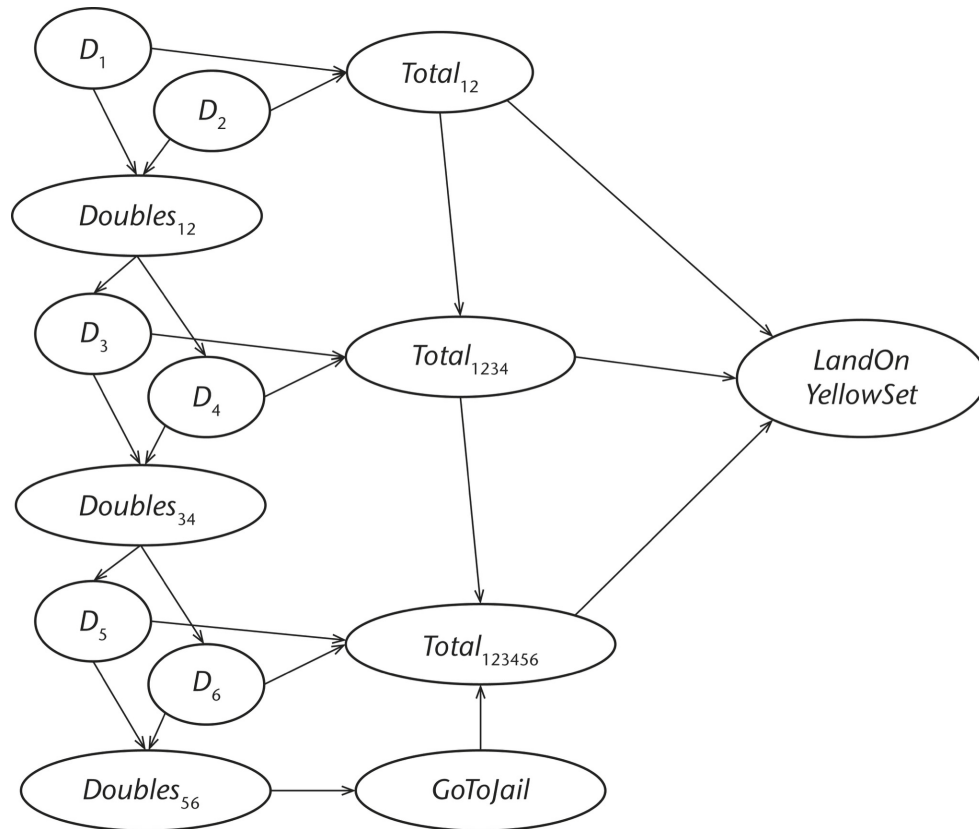 D₁
Total₁₂
D₂
Doubles₁₂
D₃
Total₁₂₃₄
LandOn
YellowSet
D₄
Doubles₃₄
D₅
Total₁₂₃₄₅₆
D₆
Doubles₅₆
GoToJail